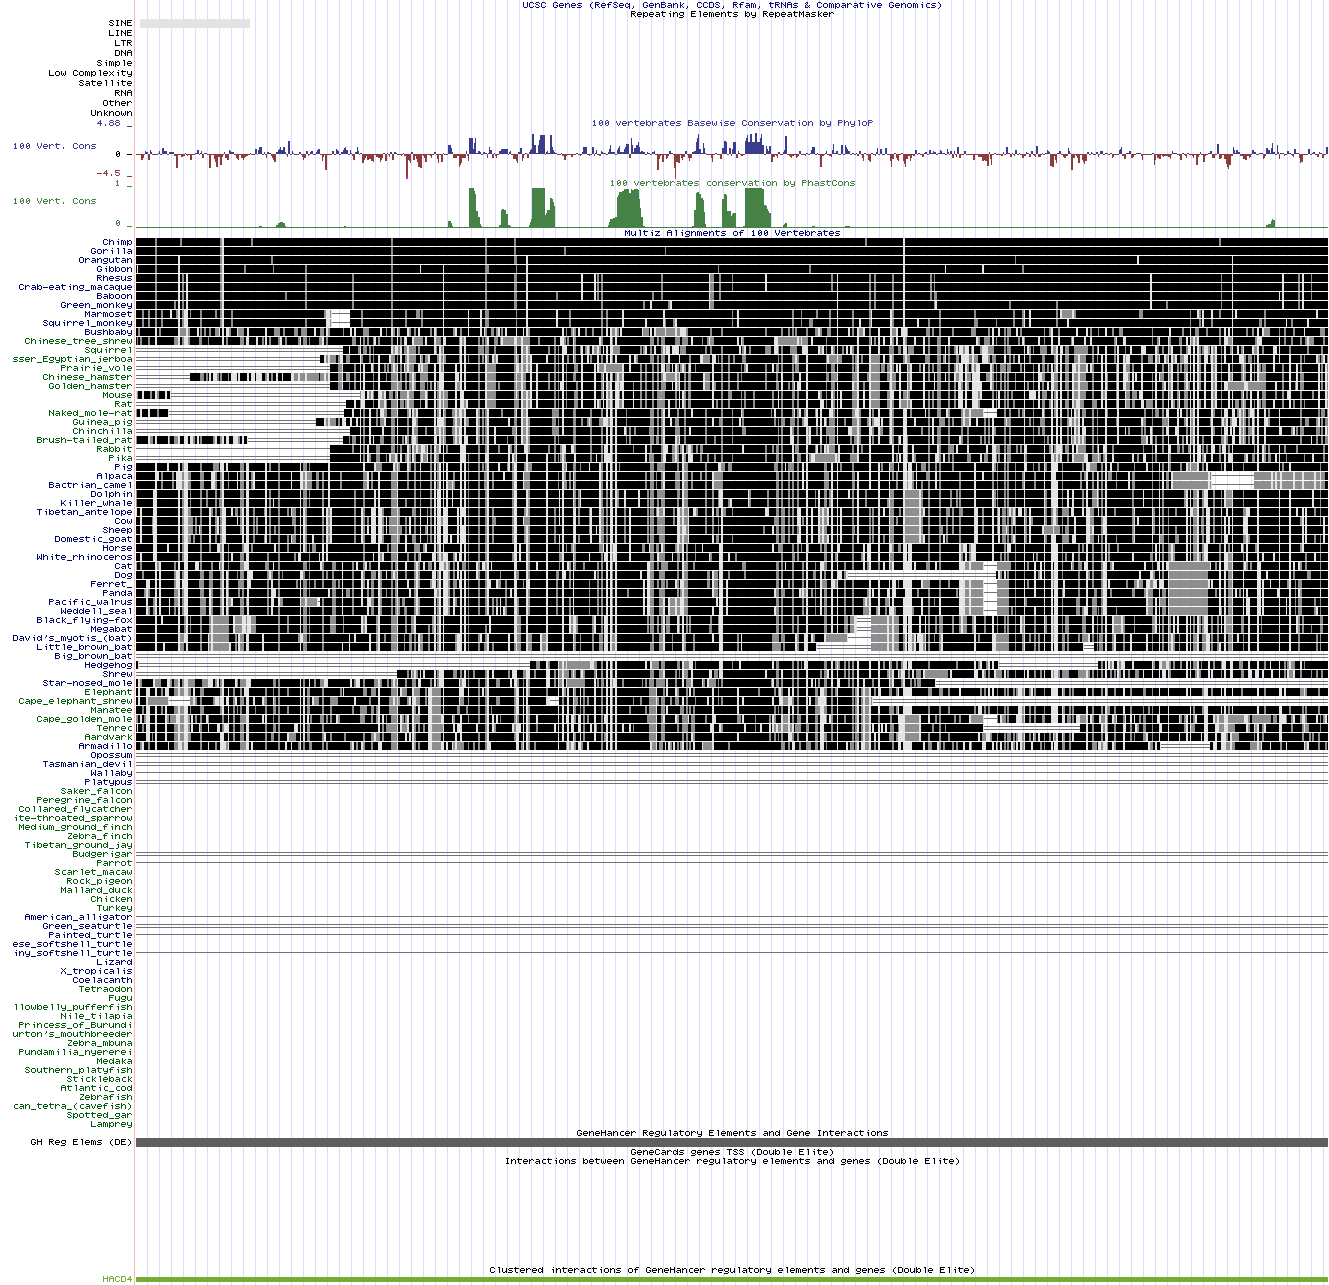 UCSC Genes (RefSeq, GenBank, CCDS, Rfam, tRNAs & Comparative Genomics)
Repeating Elements by RepeatMasker
SINE
LINE
LTR
DNA
Simple
Low Complexity
Satellite
RNA
Other
Unknown
4.88 _
100 vertebrates Basewise Conservation by PhyloP
100 Vert. Cons
0 -
-4.5 _
1 _
100 vertebrates conservation by PhastCons
100 Vert. Cons
0 _
Multiz Alignments of 100 Vertebrates
Chimp
Gorilla
Orangutan
Gibbon
Rhesus
Crab-eating_macaque
Baboon
Green_monkey
Marmoset
Squirrel_monkey
Bushbaby
Chinese_tree_shrew
Squirrel
sser_Egyptian_jerboa
Prairie_vole
Chinese_hamster
Golden_hamster
Mouse
Rat
Naked_mole-rat
Guinea_pig
Chinchilla
Brush-tailed_rat
Rabbit
Pika
Pig
Alpaca
Bactrian_camel
Dolphin
Killer_whale
Tibetan_antelope
Cow
Sheep
Domestic_goat
Horse
White_rhinoceros
Cat
Dog
Ferret_
Panda
Pacific_walrus
Weddell_seal
Black_flying-fox
Megabat
David's_myotis_(bat)
Little_brown_bat
Big_brown_bat
Hedgehog
Shrew
Star-nosed_mole
Elephant
Cape_elephant_shrew
Manatee
Cape_golden_mole
Tenrec
Aardvark
Armadillo
Opossum
Tasmanian_devil
Wallaby
Platypus
Saker_falcon
Peregrine_falcon
Collared_flycatcher
ite-throated_sparrow
Medium_ground_finch
Zebra_finch
Tibetan_ground_jay
Budgerigar
Parrot
Scarlet_macaw
Rock_pigeon
Mallard_duck
Chicken
Turkey
American_alligator
Green_seaturtle
Painted_turtle
ese_softshell_turtle
iny_softshell_turtle
Lizard
X_tropicalis
Coelacanth
Tetraodon
Fugu
llowbelly_pufferfish
Nile_tilapia
Princess_of_Burundi
urton's_mouthbreeder
Zebra_mbuna
Pundamilia_nyererei
Medaka
Southern_platyfish
Stickleback
Atlantic_cod
Zebrafish
can_tetra_(cavefish)
Spotted_gar
Lamprey
GeneHancer Regulatory Elements and Gene Interactions
GH Reg Elems (DE)
GeneCards genes TSS (Double Elite)
Interactions between GeneHancer regulatory elements and genes (Double Elite)
Clustered interactions of GeneHancer regulatory elements and genes (Double Elite)
HACD4